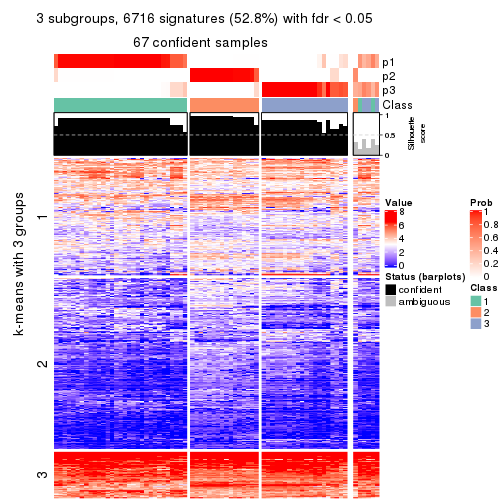 3 subgroups, 6716 signatures (52.8%) with fdr < 0.05
67 confident samples
p1
p2
p3
Class
1
0.5
0
Silhouette
score
k-means with 3 groups
1
2
3
Value
8
6
4
2
0
Status (barplots)
confident
ambiguous
Prob
1
0.8
0.6
0.4
0.2
0
Class
1
2
3